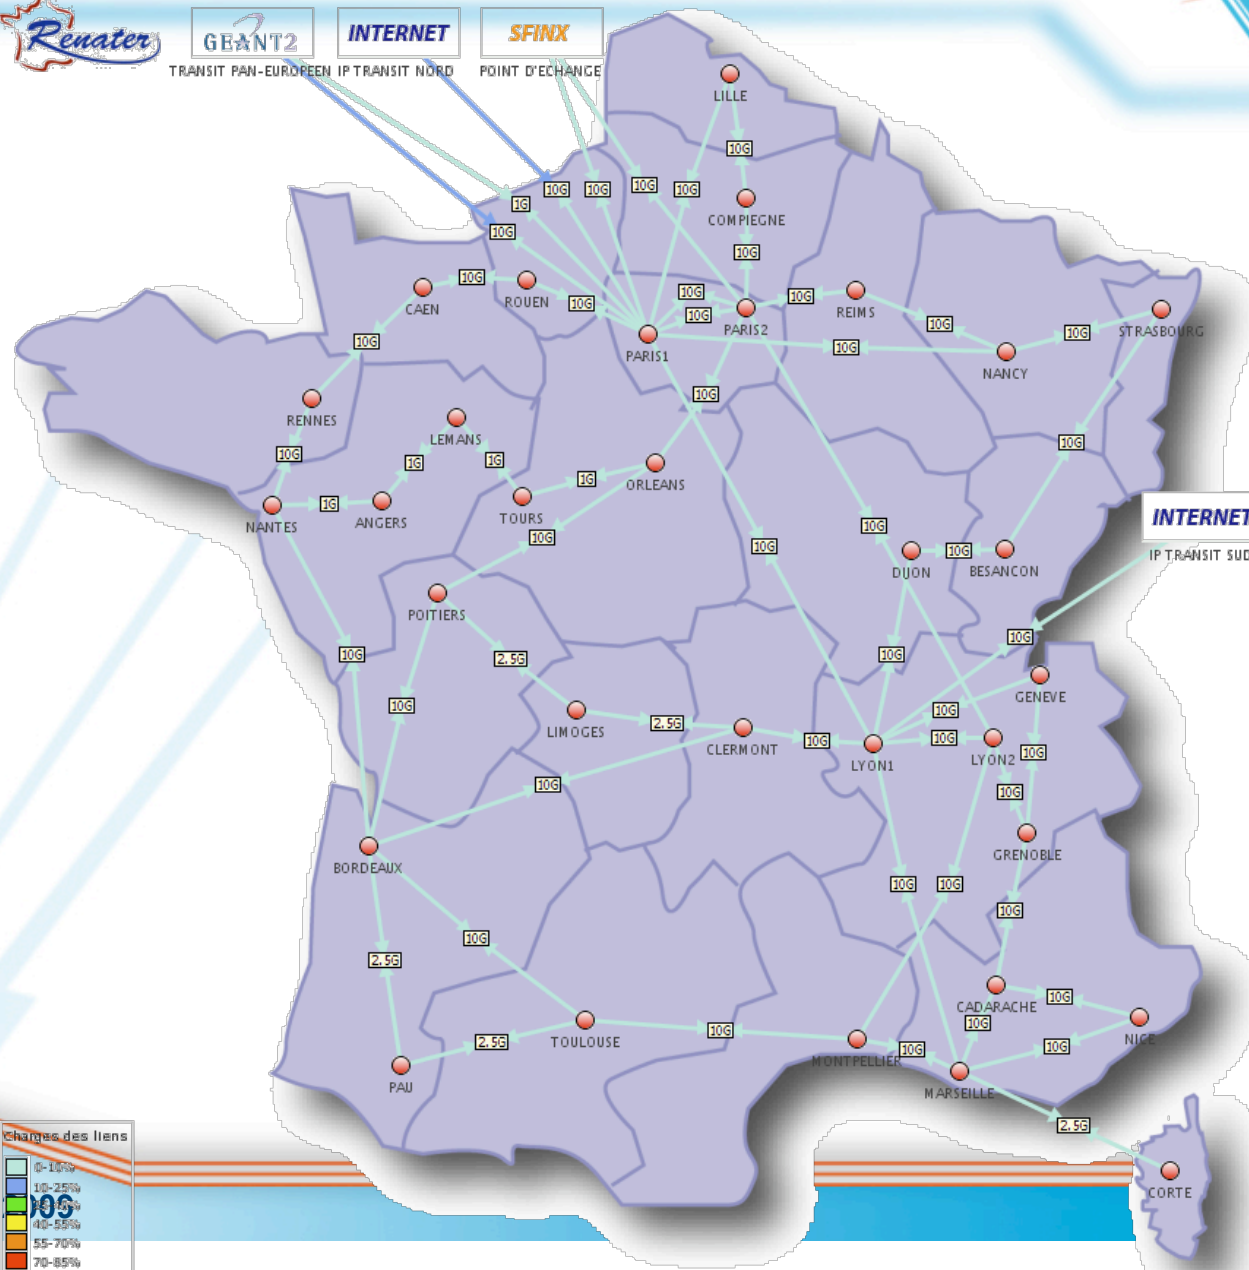 Renater
GEANT2
INTERNET
SFINX
TRANSIT PAN-EUROPEEN
IP TRANSIT NORD
POINT D'ECHANGE
LILLE
10G
10G
10G
10G
10G
10G
1G
COMPIEGNE
10G
10G
10G
CAEN
ROUEN
10G
10G
10G
10G
PARIS2
10G
REIMS
10G
STRASBOURG
10G
PARIS1
10G
10G
NANCY
10G
RENNES
LEMANS
10G
10G
1G
1G
1G
ORLEANS
10G
NANTES
1G
ANGERS
TOURS
10G
10G
10G
INTERNET
IP TRANSIT SUD
DIJON
10G
BESANCON
POITIERS
10G
10G
2.5G
10G
GENEVE
10G
10G
LIMOGES
2.5G
CLERMONT
10G
LYON1
10G
LYON2
10G
10G
10G
BORDEAUX
GRENOBLE
10G
10G
10G
10G
2.5G
CADARACHE
10G
10G
NICE
2.5G
TOULOUSE
10G
MONTPELLIER
10G
10G
PAU
MARSEILLE
2.5G
CORTE
Charges des liens
0-10%
10-25%
40-55%
55-70%
70-85%